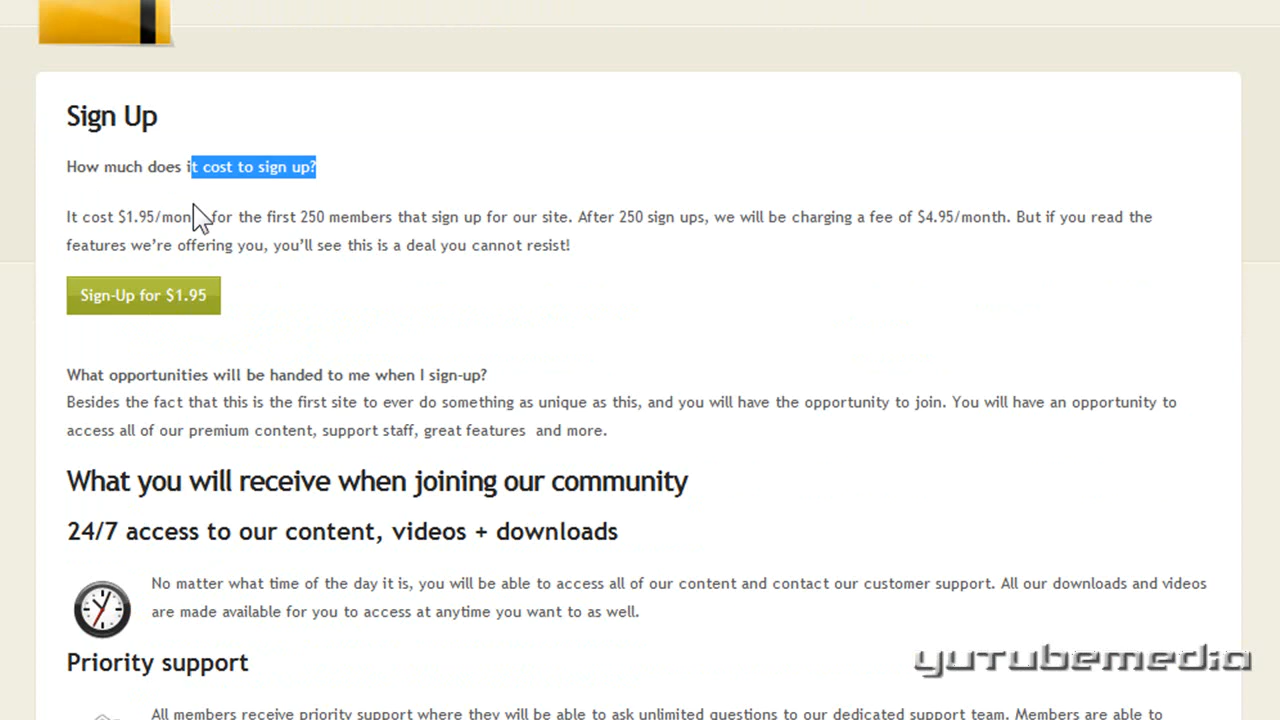 Sign Up
How much does it cost to sign up?
It cost $1.95/month for the first 250 members that sign up for our site. After 250 sign ups, we will be charging a fee of $4.95/month. But if you read the
features we’re offering you, you’ll see this is a deal you cannot resist!
Sign-Up for $1.95
What opportunities will be handed to me when I sign-up?
Besides the fact that this is the first site to ever do something as unique as this, and you will have the opportunity to join. You will have an opportunity to
access all of our premium content, support staff, great features and more.
What you will receive when joining our community
24/7 access to our content, videos + downloads
No matter what time of the day it is, you will be able to access all of our content and contact our customer support. All our downloads and videos
are made available for you to access at anytime you want to as well.
Priority support
yuTubemedia
All members receive priority support where they will be able to ask unlimited questions to our dedicated support team. Members are able to